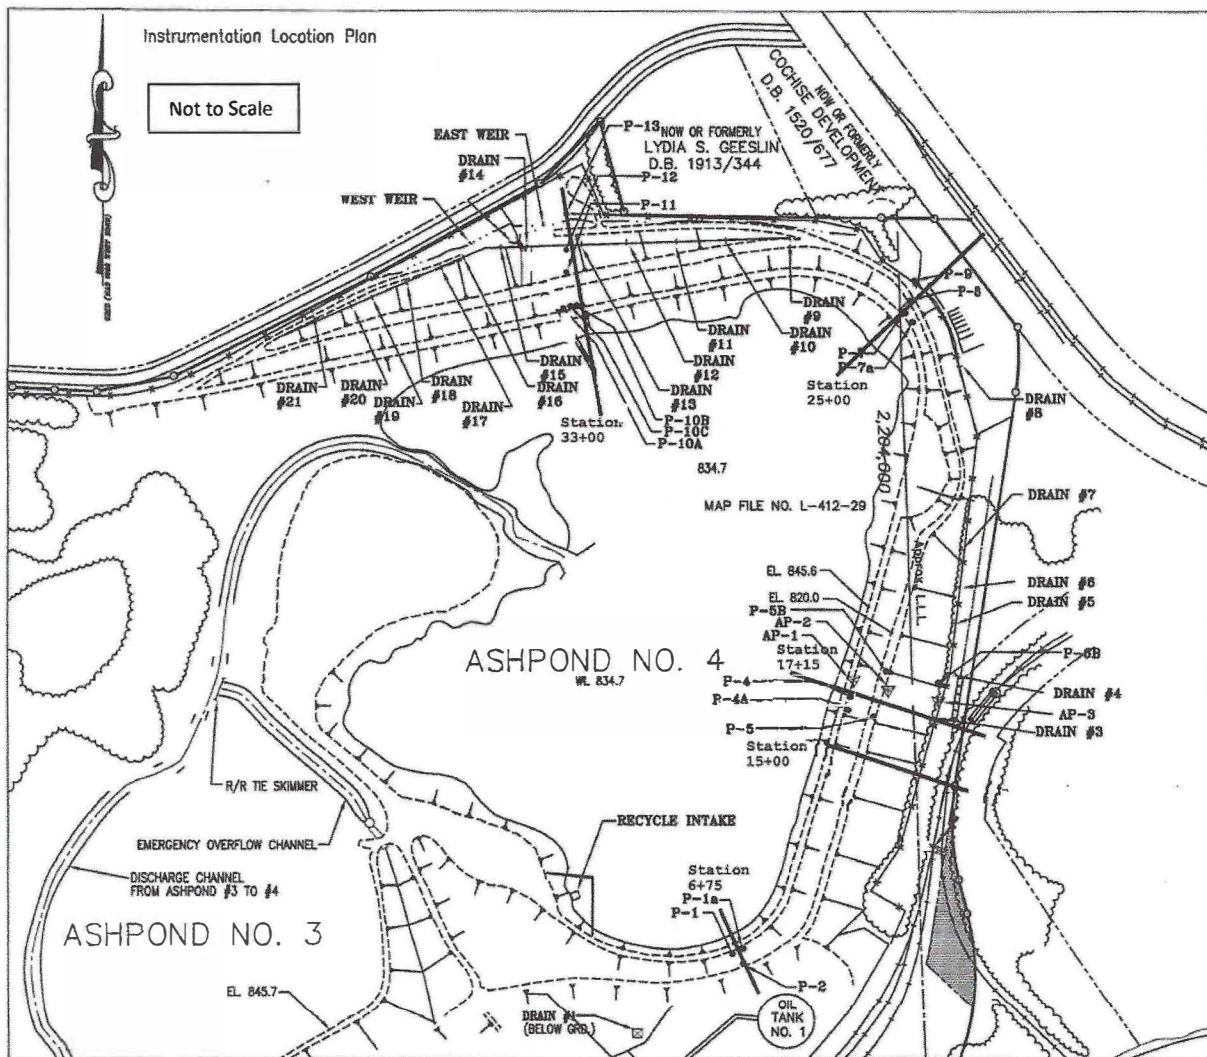 Instrumentation Location Plan
Not to Scale
NOW OR FORMERLY
COCHISE DEVELOPMENT
D.B. 1520/677
P-13
NOW OR FORMERLY
LYDIA S. GEESLIN
D.B. 1913/344
EAST WEIR
DRAIN
#14
P-12
WEST WEIR
P-11
P-9
P-8
DRAIN
#9
DRAIN
#10
DRAIN
#11
DRAIN
#12
DRAIN
#13
DRAIN
#15
DRAIN
#16
DRAIN
#17
DRAIN
#18
DRAIN
#19
DRAIN
#20
DRAIN
#21
P-7a
Station
25+00
DRAIN
#8
P-10B
P-10C
P-10A
Station
33+00
834.7
2,204,000
MAP FILE NO. L-412-29
DRAIN #7
Approx. L.L.L.
EL 845.6
EL 820.0
P-5B
AP-2
AP-1
Station
17+15
DRAIN #6
DRAIN #5
P-6B
ASHPOND NO. 4
WL 834.7
P-4
P-4A
P-5
Station
15+00
DRAIN #4
AP-3
DRAIN #3
R/R TIE SKIMMER
EMERGENCY OVERFLOW CHANNEL
DISCHARGE CHANNEL
FROM ASHPOND #3 TO #4
RECYCLE INTAKE
Station
6+75
P-1a
P-1
ASHPOND NO. 3
P-2
EL 845.7
DRAIN #1
(BELOW GRD.)
OIL
TANK
NO. 1